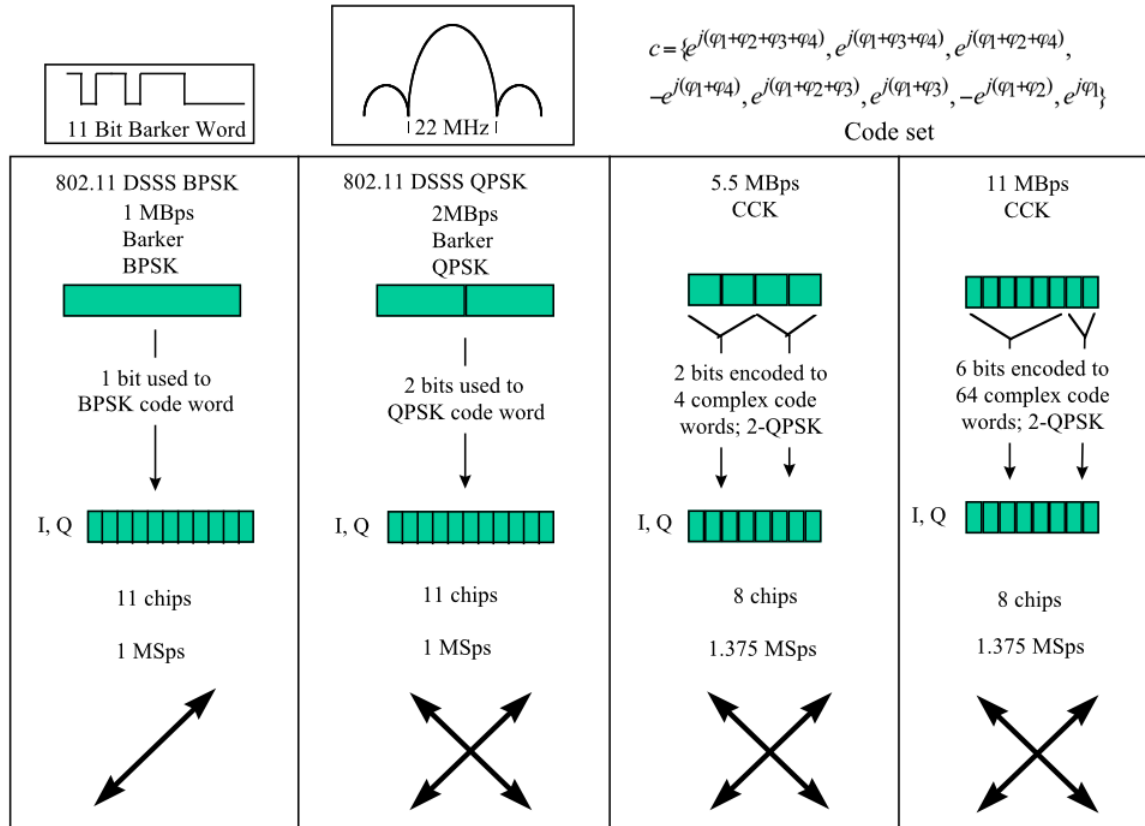 11 Bit Barker Word
22 MHz
c={e^{j(φ1+φ2+φ3+φ4)}, e^{j(φ1+φ3+φ4)}, e^{j(φ1+φ2+φ4)},
-e^{j(φ1+φ4)}, e^{j(φ1+φ2+φ3)}, e^{j(φ1+φ3)}, -e^{j(φ1+φ2)}, e^{jφ1}}
Code set
802.11 DSSS BPSK
1 MBps
Barker
BPSK
1 bit used to
BPSK code word
I, Q
11 chips
1 MSps
802.11 DSSS QPSK
2MBps
Barker
QPSK
2 bits used to
QPSK code word
I, Q
11 chips
1 MSps
5.5 MBps
CCK
2 bits encoded to
4 complex code
words; 2-QPSK
I, Q
8 chips
1.375 MSps
11 MBps
CCK
6 bits encoded to
64 complex code
words; 2-QPSK
I, Q
8 chips
1.375 MSps